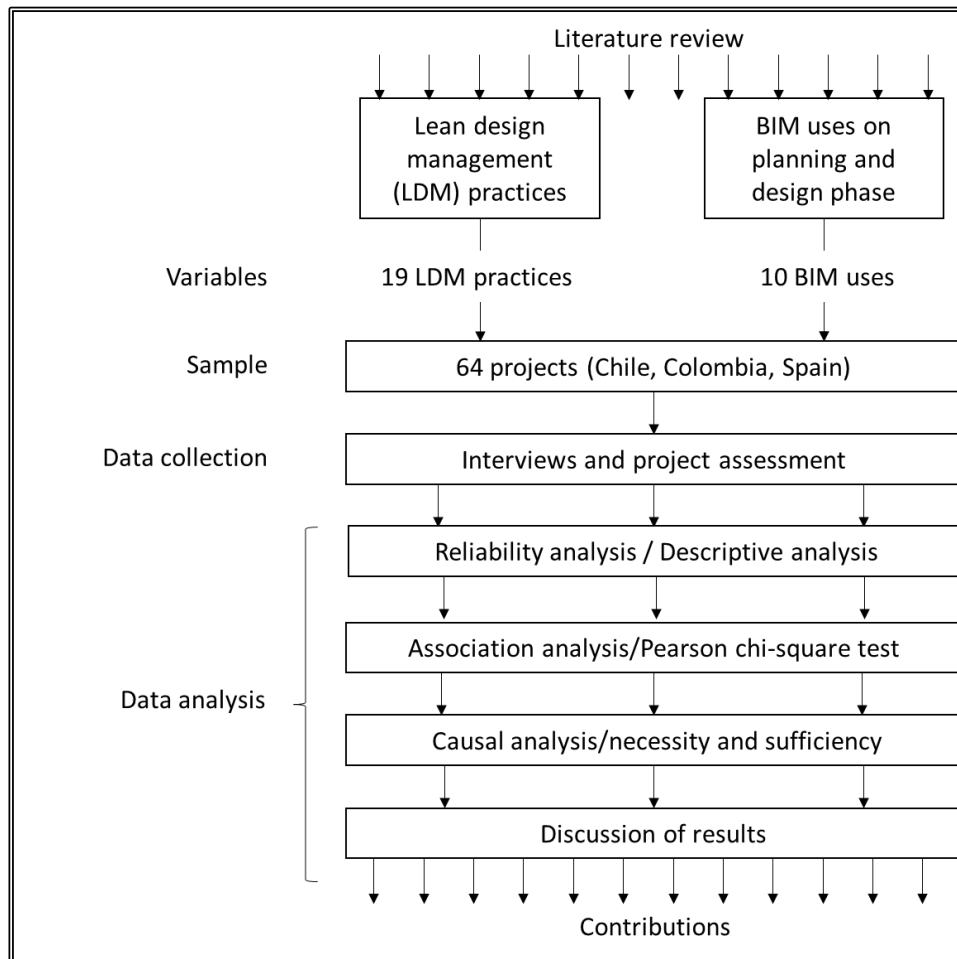 Literature review
Lean design
management
(LDM) practices
BIM uses on
planning and
design phase
Variables
19 LDM practices
10 BIM uses
Sample
64 projects (Chile, Colombia, Spain)
Data collection
Interviews and project assessment
Reliability analysis / Descriptive analysis
Association analysis/Pearson chi-square test
Data analysis
Causal analysis/necessity and sufficiency
Discussion of results
Contributions